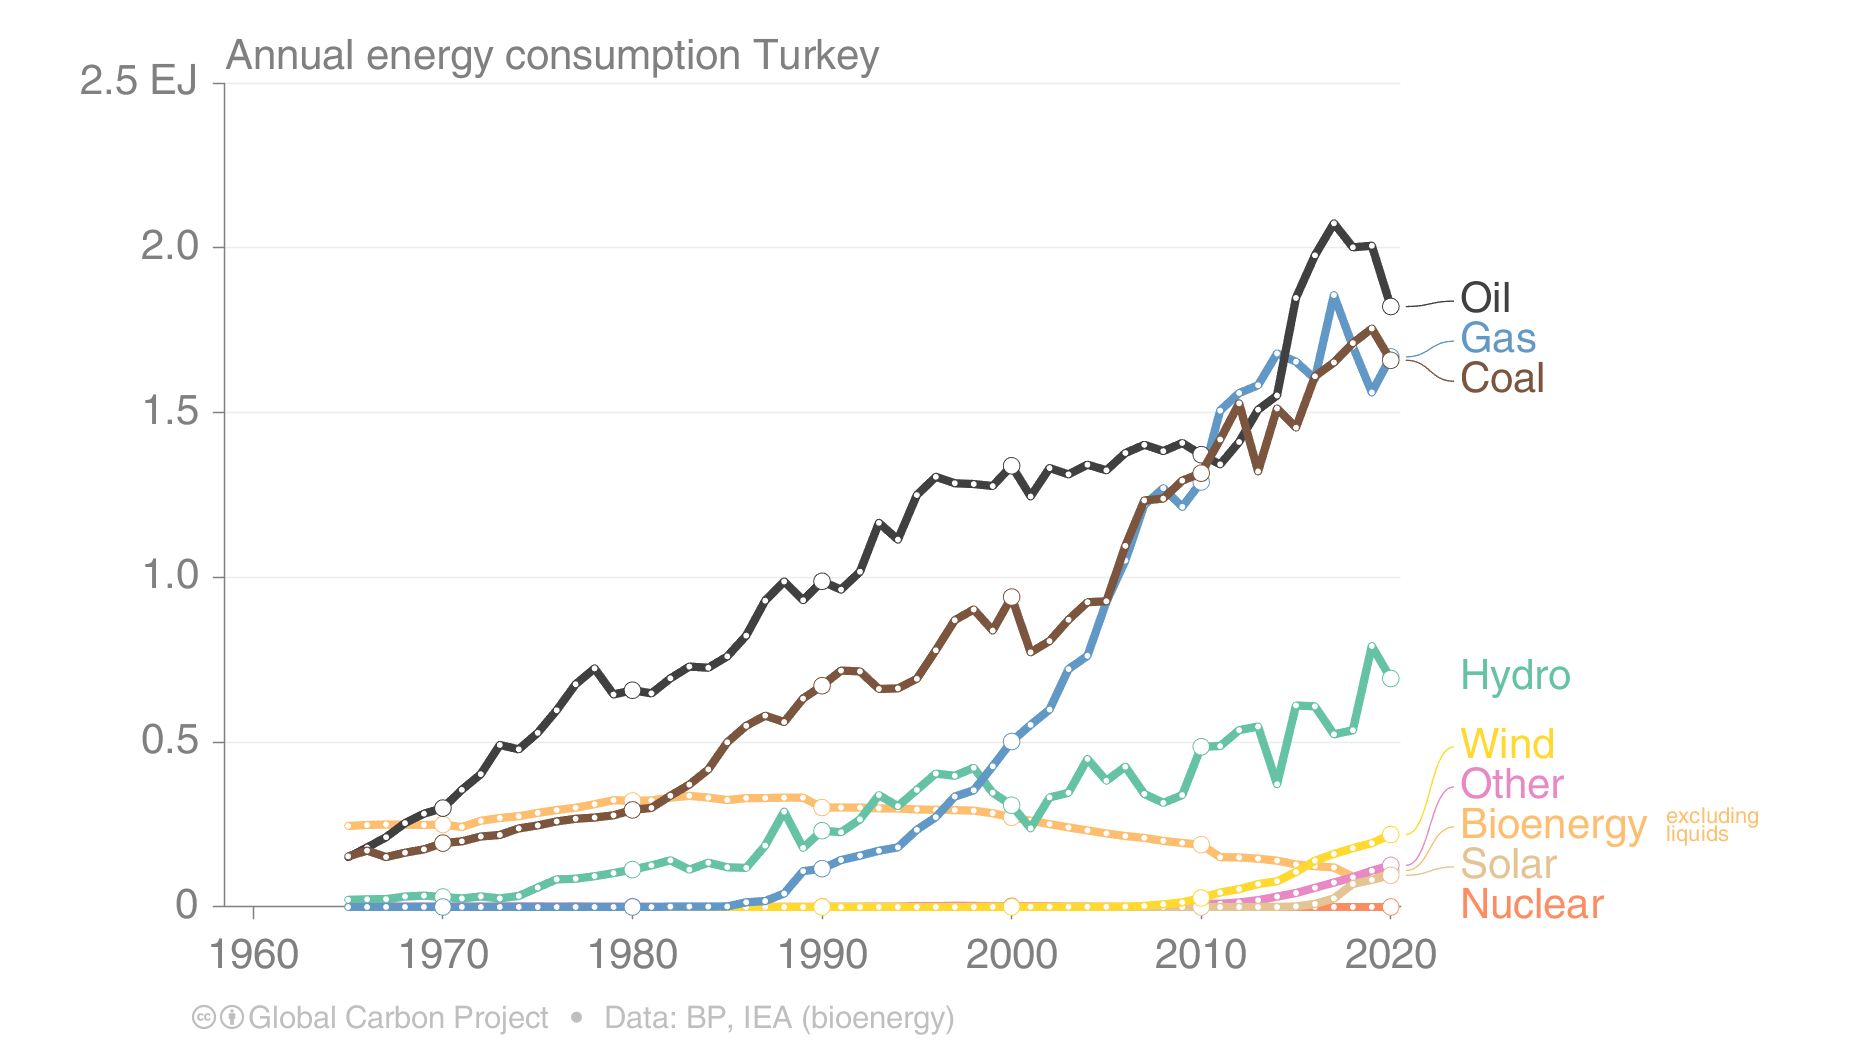 Annual energy consumption Turkey
2.5 EJ
2.0
1.5
1.0
0.5
0
1960 1970 1980 1990 2000 2010 2020
Oil
Gas
Coal
Hydro
Wind
Other
Bioenergy excluding liquids
Solar
Nuclear
cc Global Carbon Project • Data: BP, IEA (bioenergy)